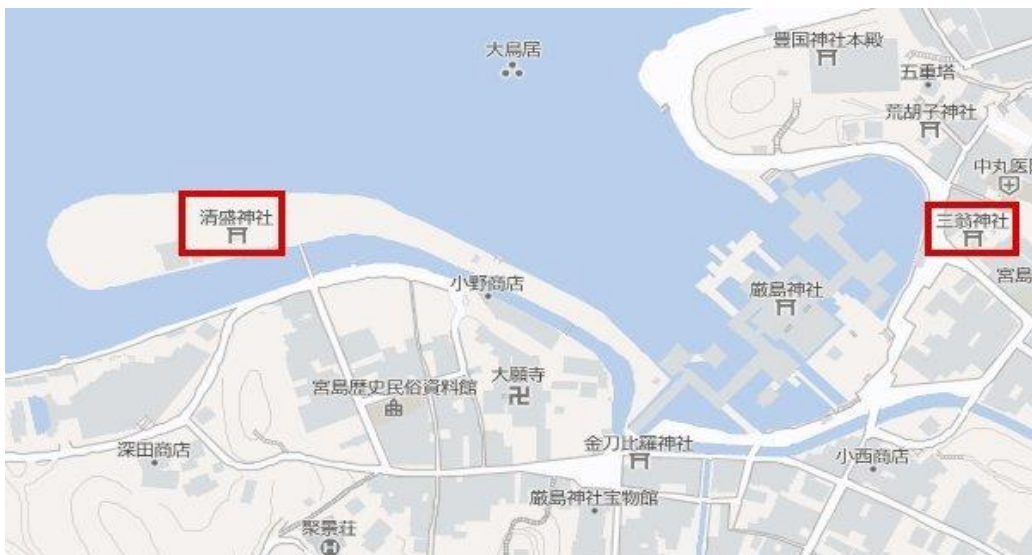 大鳥居
豊国神社本殿
五重塔
荒胡子神社
中丸医
清盛神社
三翁神社
宮島
小野商店
厳島神社
大願寺
宮島歴史民俗資料館
深田商店
金刀比羅神社
小西商店
厳島神社宝物館
聚景荘